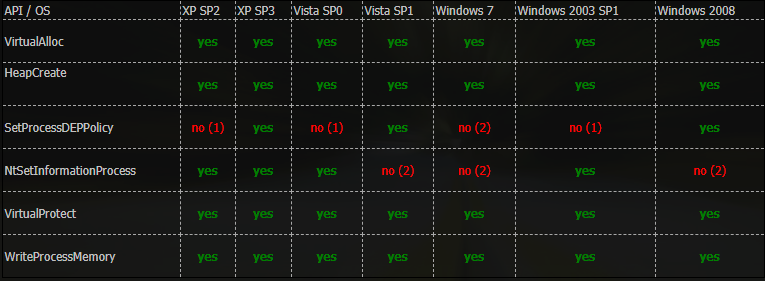 API / OS XP SP2 XP SP3 Vista SP0 Vista SP1 Windows 7 Windows 2003 SP1 Windows 2008
VirtualAlloc yes yes yes yes yes yes yes
HeapCreate
yes yes yes yes yes yes yes
SetProcessDEPPolicy no (1) yes no (1) yes no (2) no (1) yes
NtSetInformationProcess yes yes yes no (2) no (2) yes no (2)
VirtualProtect yes yes yes yes yes yes yes
WriteProcessMemory yes yes yes yes yes yes yes